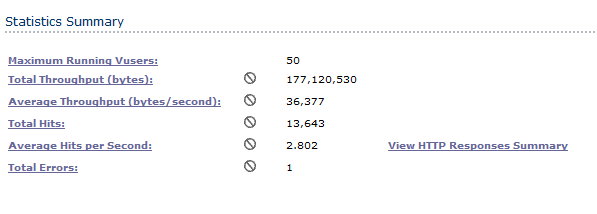 Statistics Summary
Maximum Running Vusers: 50
Total Throughput (bytes): 177,120,530
Average Throughput (bytes/second): 36,377
Total Hits: 13,643
Average Hits per Second: 2.802 View HTTP Responses Summary
Total Errors: 1